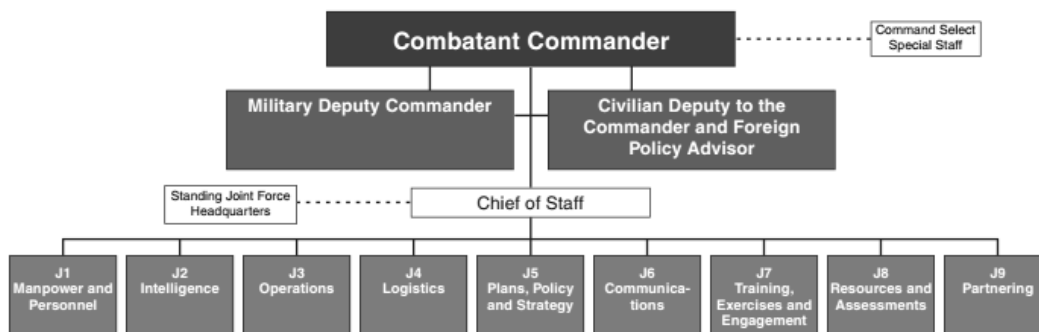 Combatant Commander
Command Select
Special Staff
Military Deputy Commander
Civilian Deputy to the
Commander and Foreign
Policy Advisor
Standing Joint Force
Headquarters
Chief of Staff
J1
Manpower and
Personnel
J2
Intelligence
J3
Operations
J4
Logistics
J5
Plans, Policy
and Strategy
J6
Communica-
tions
J7
Training,
Exercises and
Engagement
J8
Resources and
Assessments
J9
Partnering